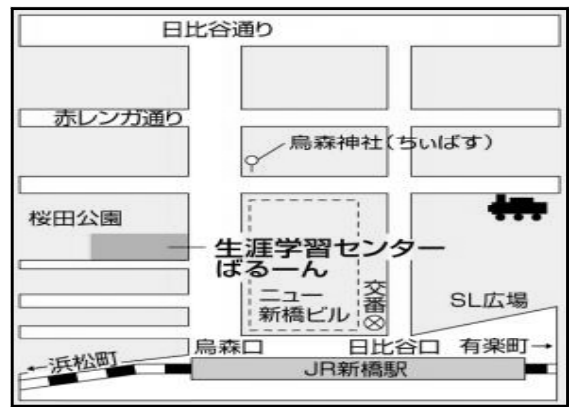 日比谷通り
赤レンガ通り
烏森神社(ちぃばす)
桜田公園
生涯学習センター
ばるーん
ニュー
新橋ビル
交番
SL広場
烏森口
日比谷口
有楽町→
←浜松町
JR新橋駅